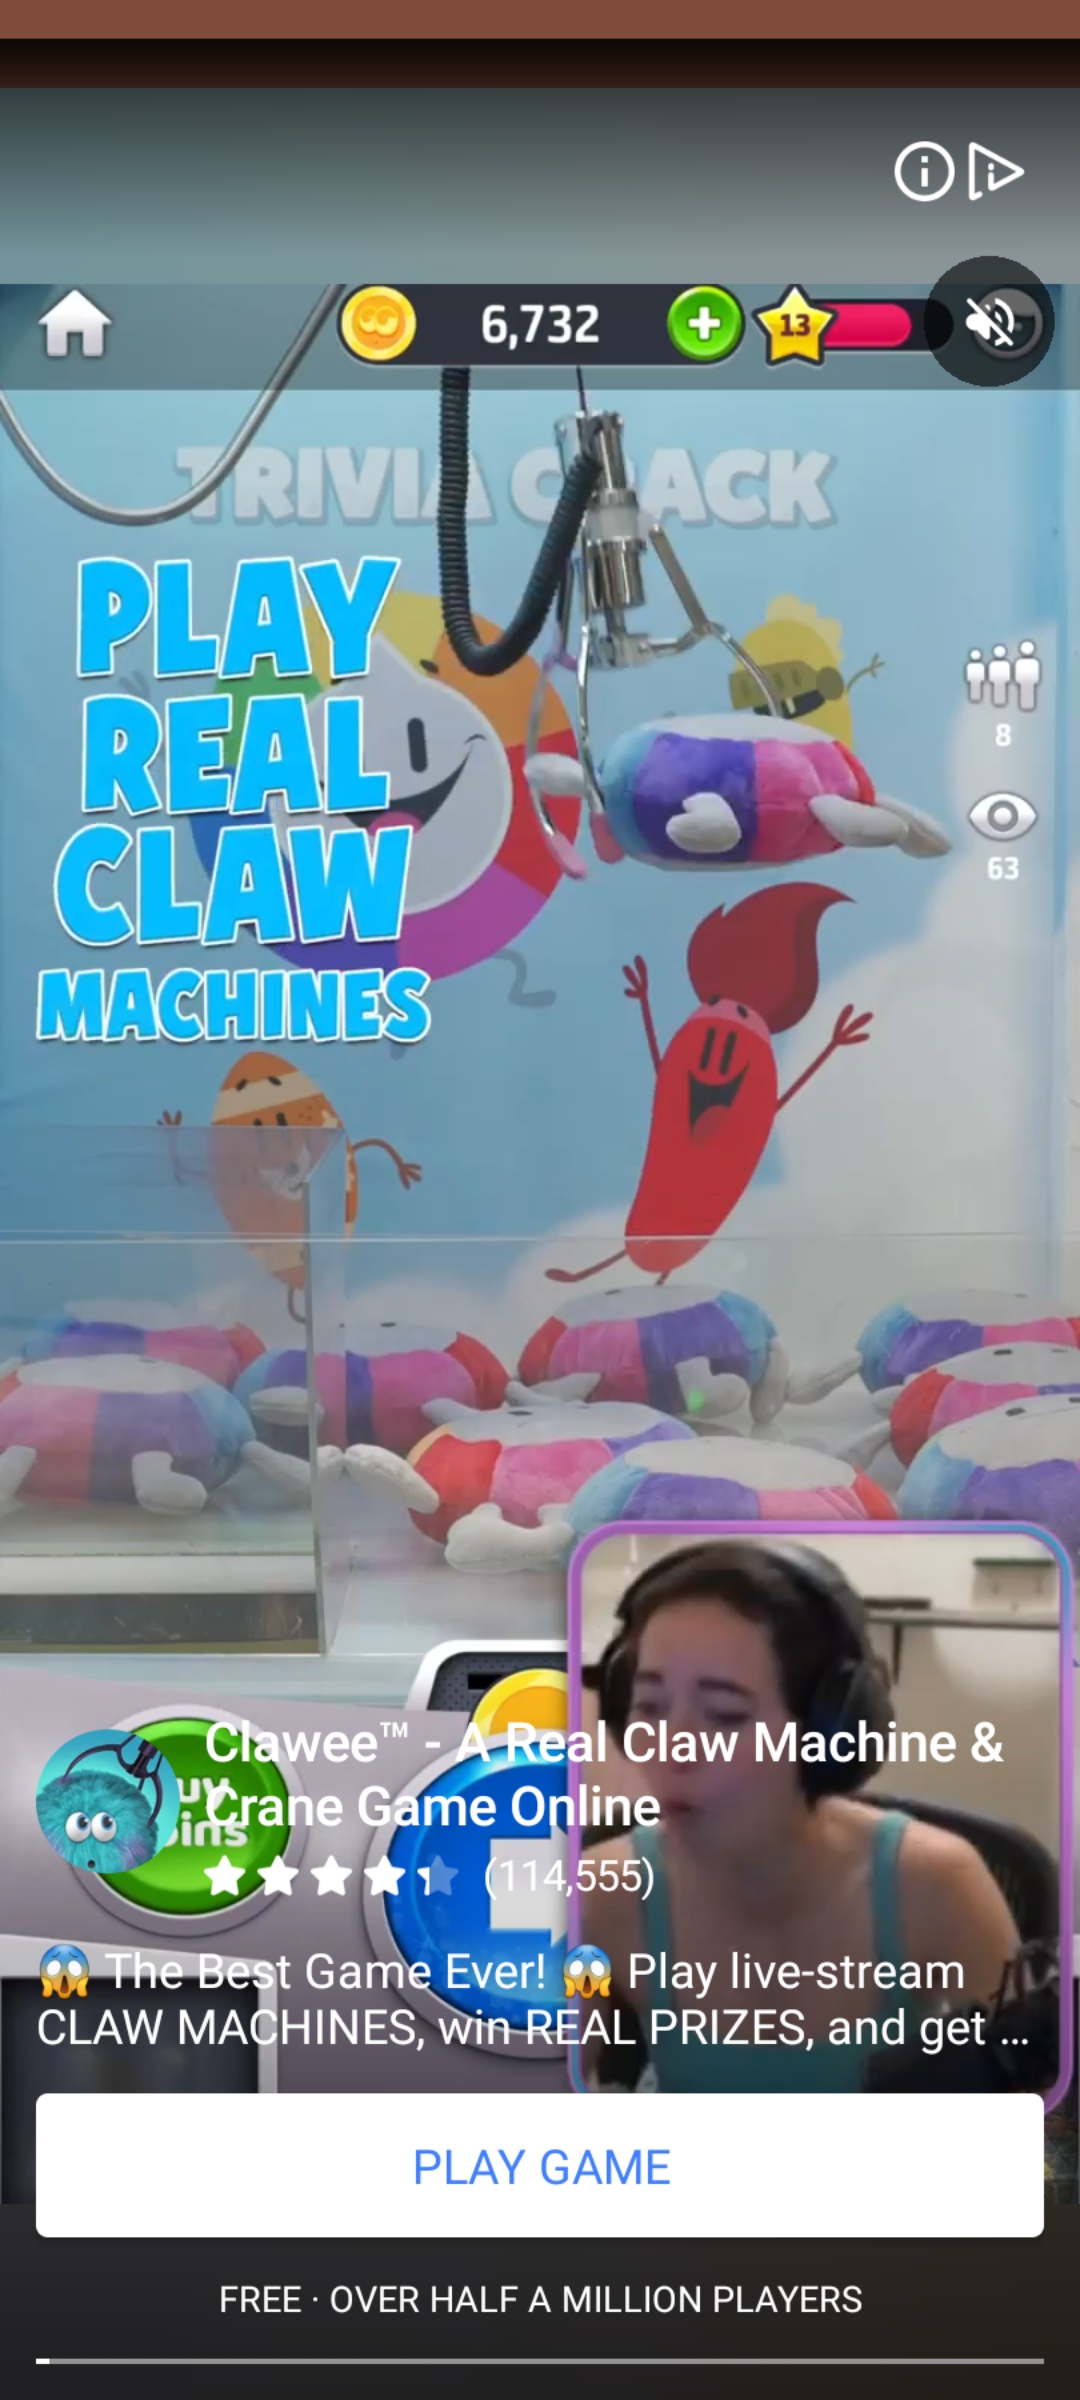 6,732
13
TRIVIA CRACK
PLAY
REAL
CLAW
MACHINES
8
63
Clawee™ - A Real Claw Machine &
Crane Game Online
(114,555)
😱 The Best Game Ever! 😱 Play live-stream
CLAW MACHINES, win REAL PRIZES, and get ...
PLAY GAME
FREE · OVER HALF A MILLION PLAYERS